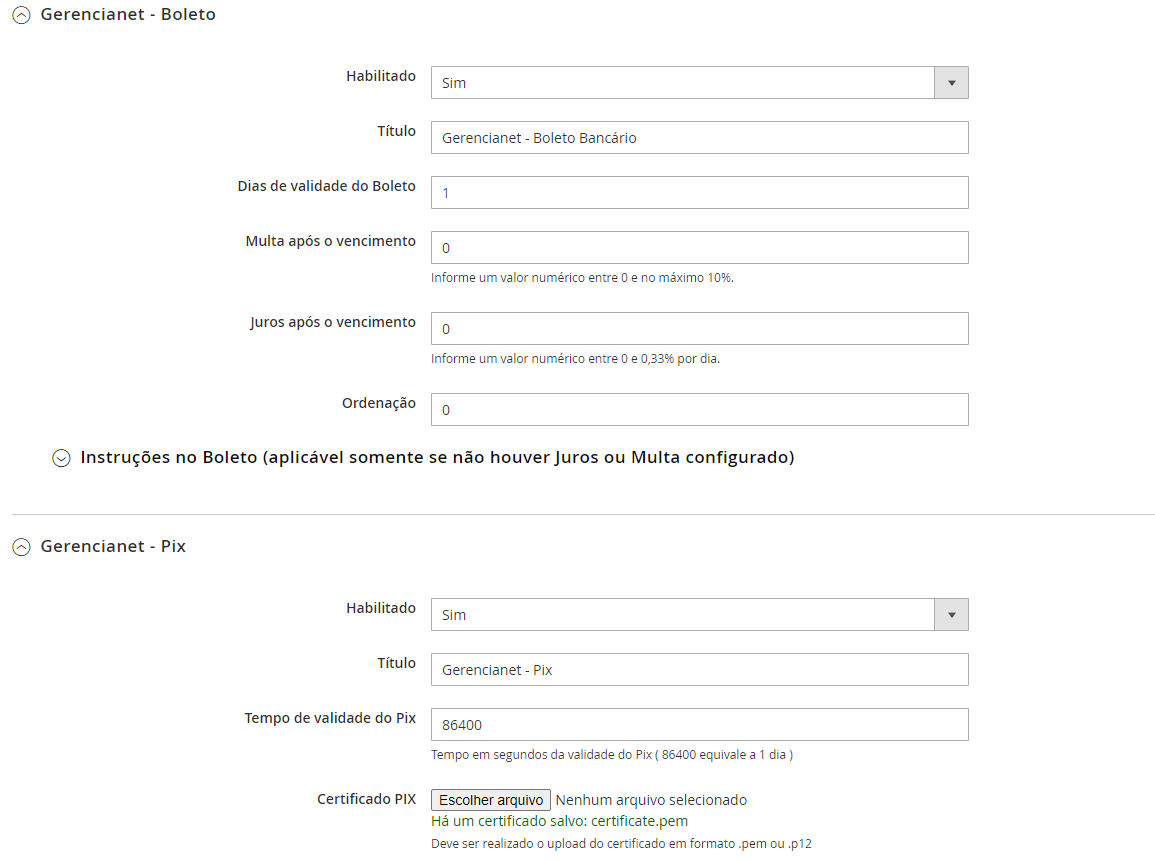 Gerencianet - Boleto
Habilitado
Sim
Título
Gerencianet - Boleto Bancário
Dias de validade do Boleto
1
Multa após o vencimento
0
Informe um valor numérico entre 0 e no máximo 10%.
Juros após o vencimento
0
Informe um valor numérico entre 0 e 0,33% por dia.
Ordenação
0
Instruções no Boleto (aplicável somente se não houver Juros ou Multa configurado)
Gerencianet - Pix
Habilitado
Sim
Título
Gerencianet - Pix
Tempo de validade do Pix
86400
Tempo em segundos da validade do Pix ( 86400 equivale a 1 dia )
Certificado PIX
Escolher arquivo Nenhum arquivo selecionado
Há um certificado salvo: certificate.pem
Deve ser realizado o upload do certificado em formato .pem ou .p12